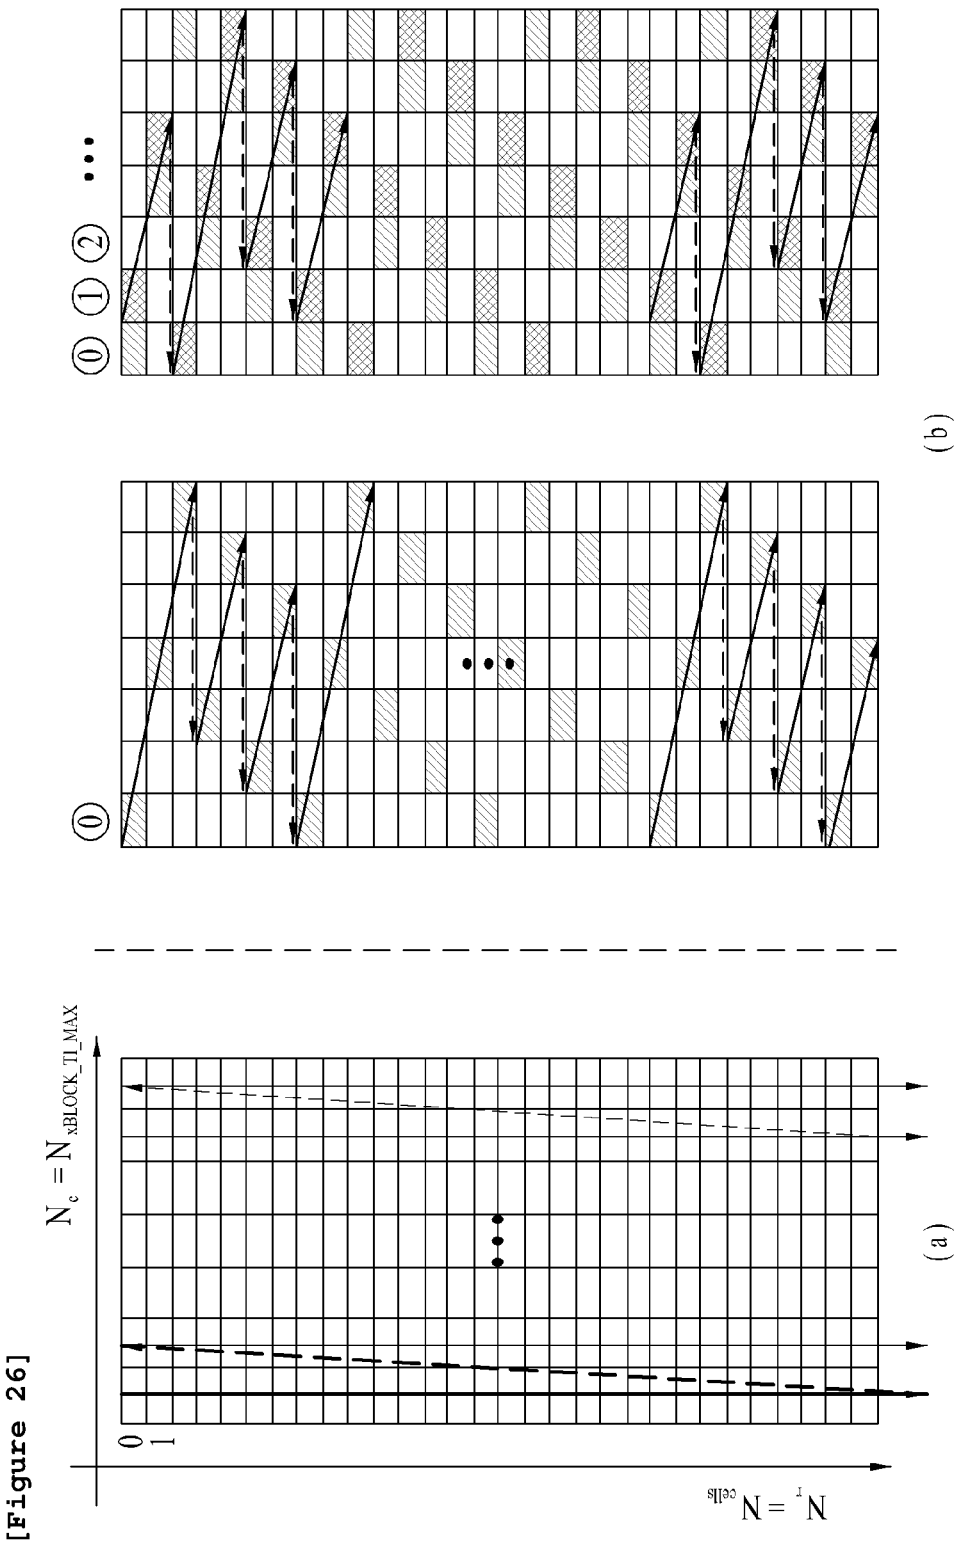 [Figure 26]
N_c = N_xBLOCK_TI_MAX
0
1
N_r = N_cells
(a)
⓪
⓪ ① ② •••
(b)